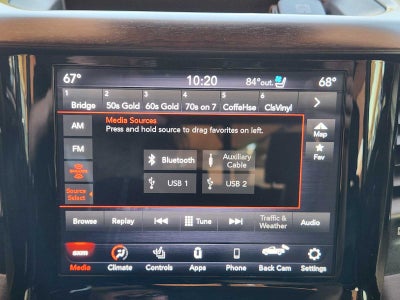 67°
10:20
84°out.
68°
1 2 3 4 5 6
Bridge 50s Gold 60s Gold 70s on 7 CoffeHse ClsVinyl
AM
Media Sources
Press and hold source to drag favorites on left.
Map
FM
Fav
Bluetooth
Auxiliary Cable
Source Select
USB 1
USB 2
Browse
Replay
Tune
Traffic & Weather
Audio
Media
Climate
Controls
Apps
Phone
Back Cam
Settings